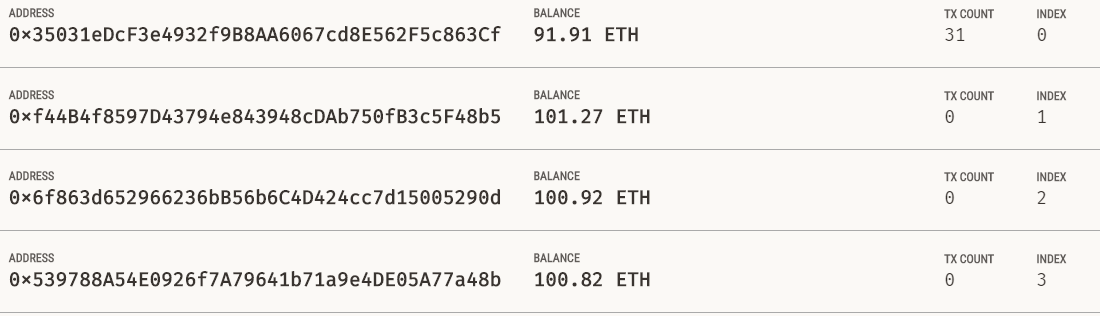 ADDRESS BALANCE TX COUNT INDEX
0x35031eDcF3e4932f9B8AA6067cd8E562F5c863Cf 91.91 ETH 31 0
ADDRESS BALANCE TX COUNT INDEX
0xf44B4f8597D43794e843948cDAb750fB3c5F48b5 101.27 ETH 0 1
ADDRESS BALANCE TX COUNT INDEX
0x6f863d652966236bB56b6C4D424cc7d15005290d 100.92 ETH 0 2
ADDRESS BALANCE TX COUNT INDEX
0x539788A54E0926f7A79641b71a9e4DE05A77a48b 100.82 ETH 0 3